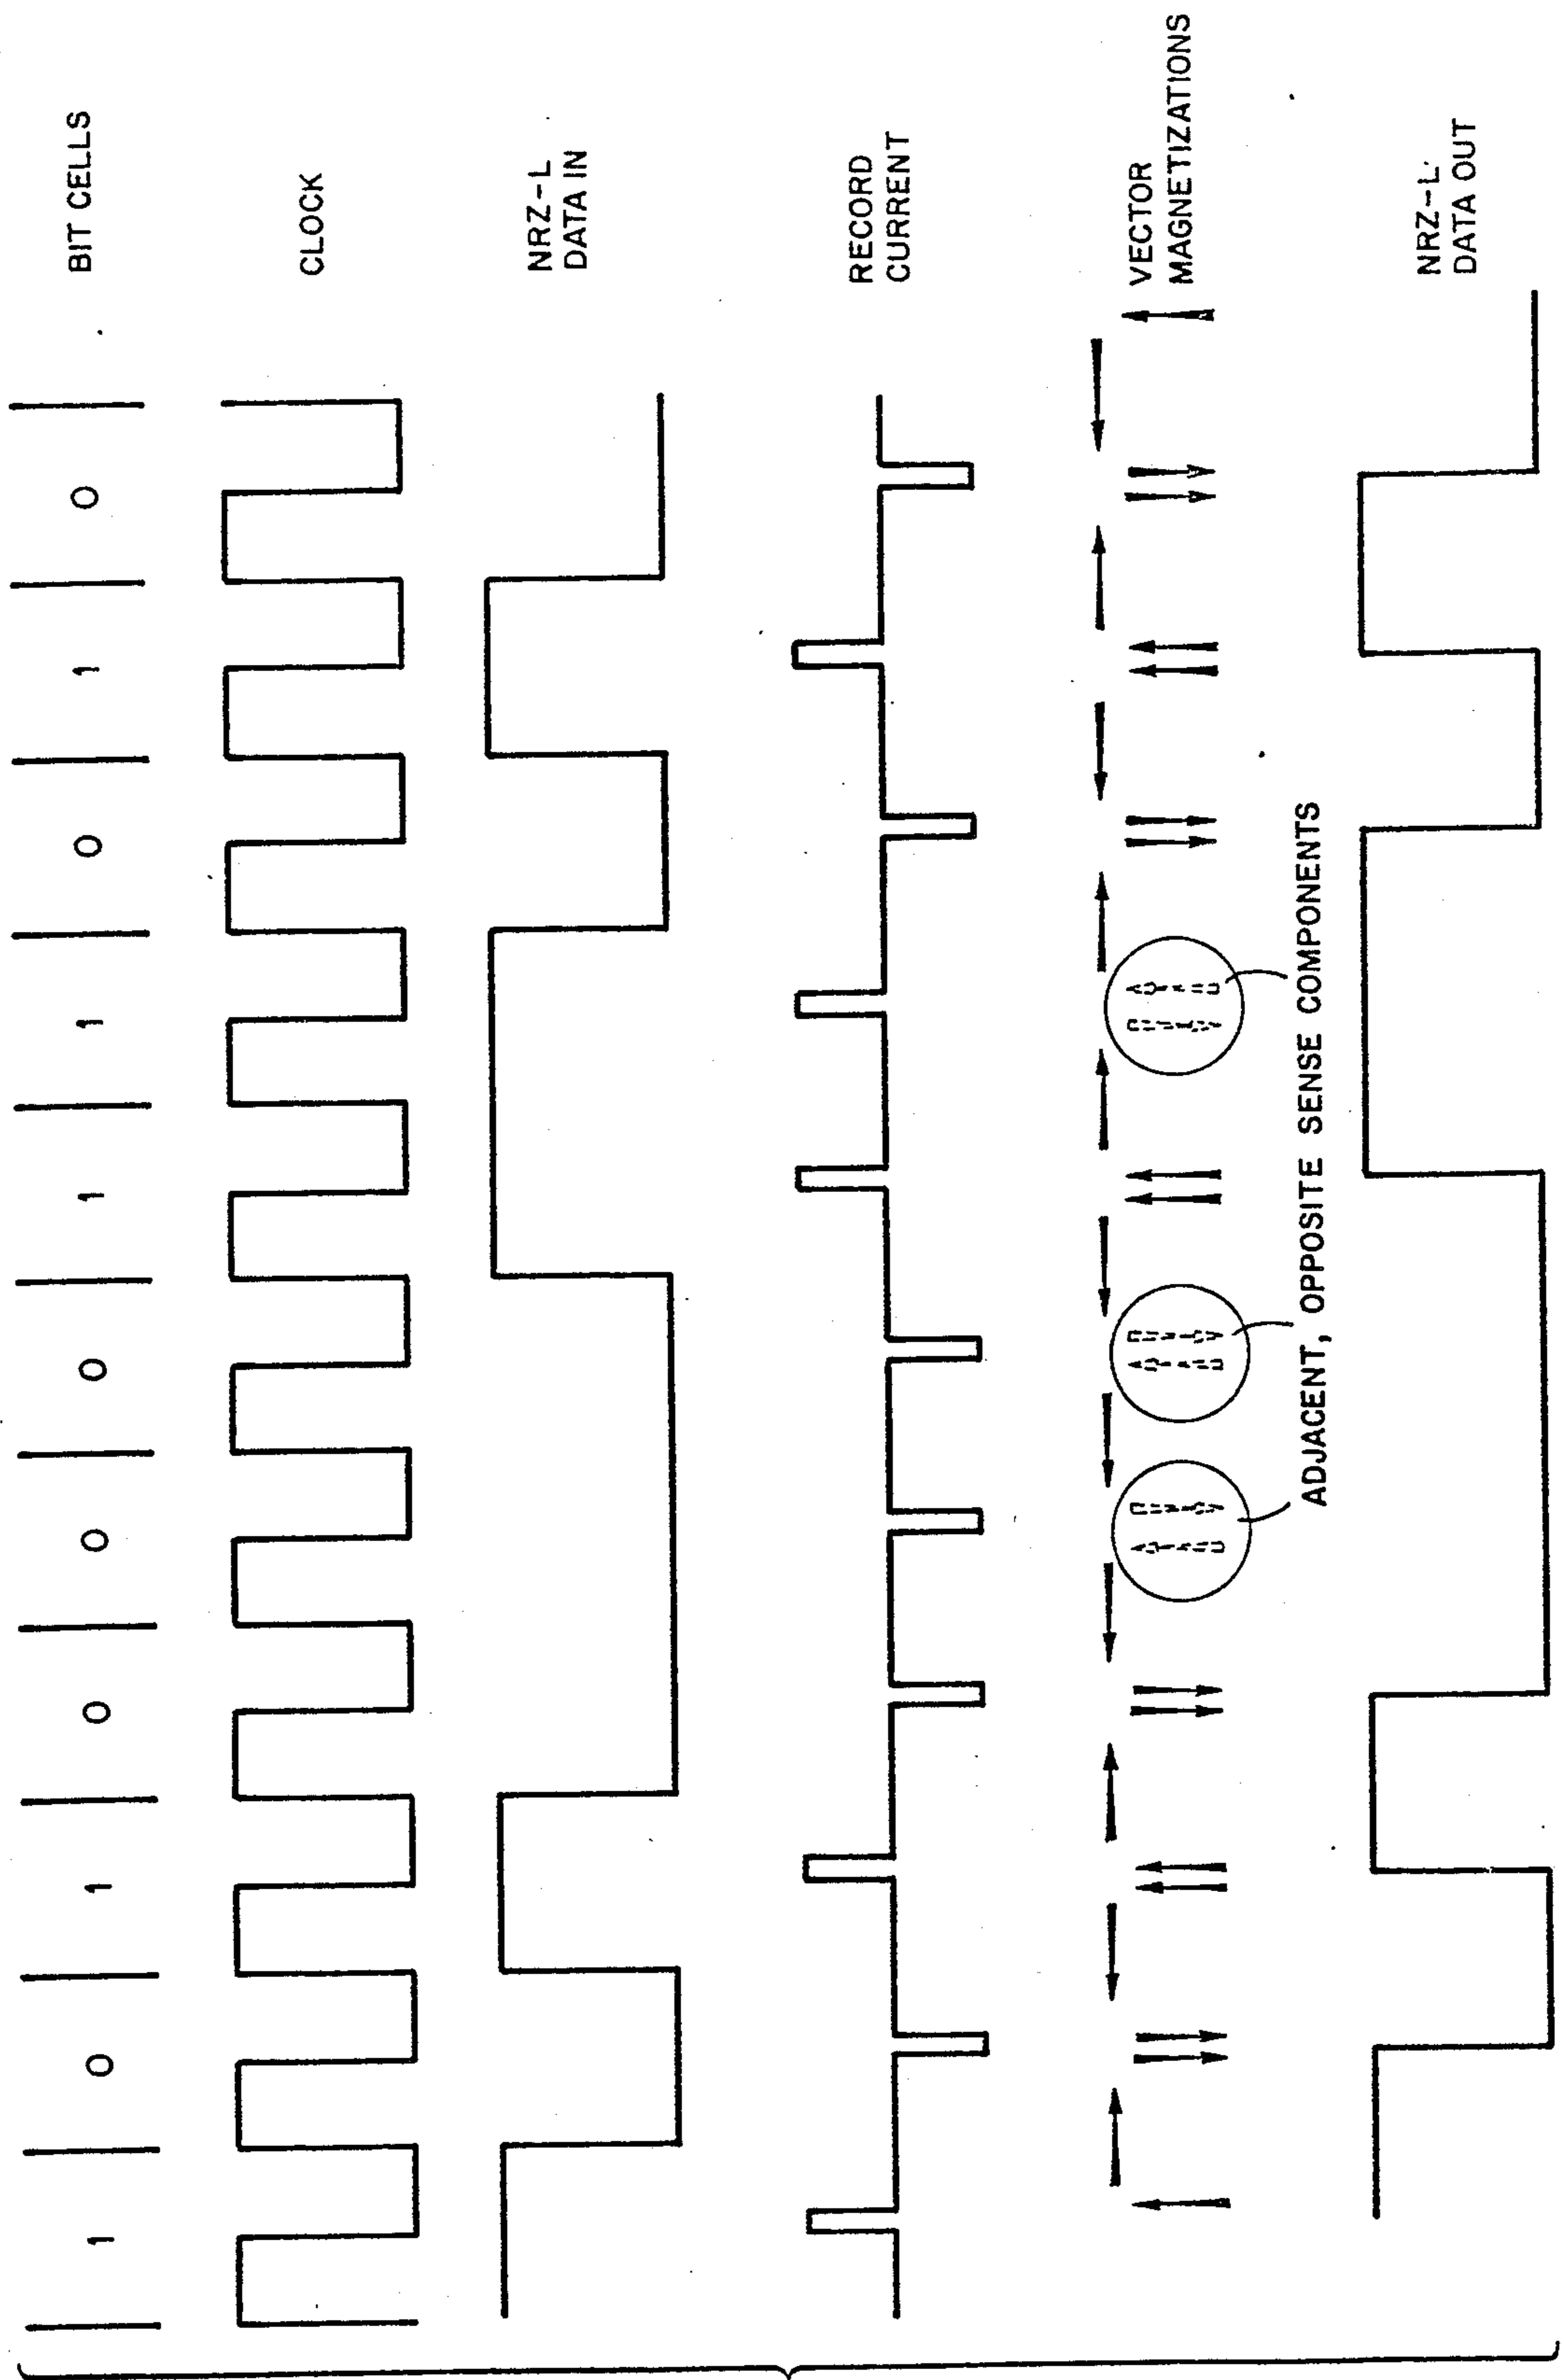 1 0 1 0 0 0 1 1 0 1 0 BIT CELLS
CLOCK
NRZ-L
DATA IN
RECORD
CURRENT
VECTOR
MAGNETIZATIONS
ADJACENT, OPPOSITE SENSE COMPONENTS
NRZ-L
DATA OUT